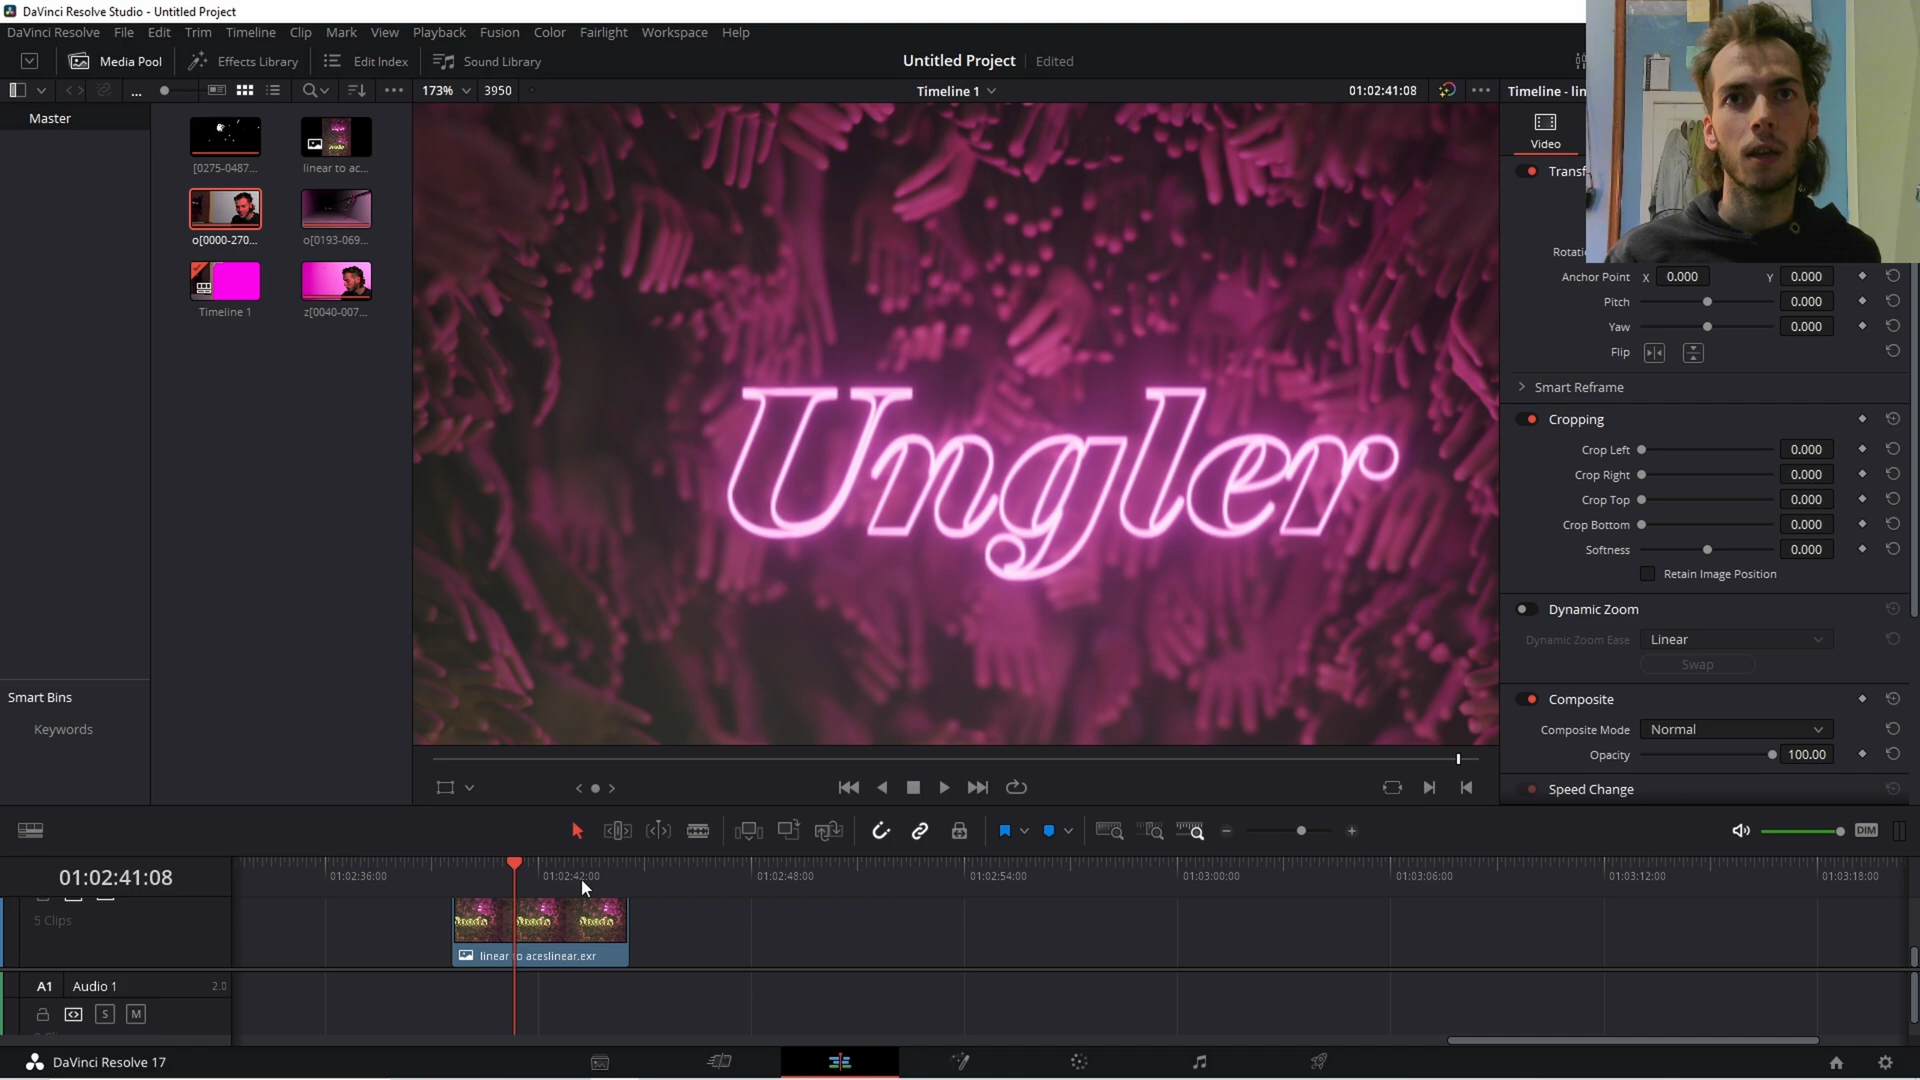 DaVinci Resolve Studio - Untitled Project
DaVinci Resolve File Edit Trim Timeline Clip Mark View Playback Fusion Color Fairlight Workspace Help
Media Pool Effects Library Edit Index Sound Library Untitled Project Edited
... 173% 3950 Timeline 1 01:02:41:08 Timeline - lin
Master
[0275-0487...
linear to ac...
o[0000-270...
o[0193-069...
Timeline 1
z[0040-007...
Smart Bins
Keywords
Ungler
Video
Transf
Rotati
Anchor Point X 0.000 Y 0.000
Pitch 0.000
Yaw 0.000
Flip
Smart Reframe
Cropping
Crop Left 0.000
Crop Right 0.000
Crop Top 0.000
Crop Bottom 0.000
Softness 0.000
Retain Image Position
Dynamic Zoom
Dynamic Zoom Ease Linear
Swap
Composite
Composite Mode Normal
Opacity 100.00
Speed Change
DIM
01:02:41:08
01:02:36:00 01:02:42:00 01:02:48:00 01:02:54:00 01:03:00:00 01:03:06:00 01:03:12:00 01:03:18:00
5 Clips
linear to aceslinear.exr
A1 Audio 1 2.0
S M
DaVinci Resolve 17